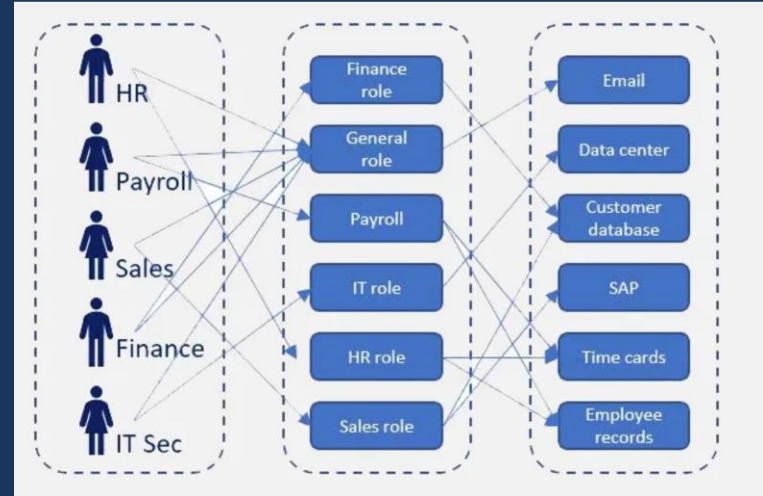 HR
Payroll
Sales
Finance
IT Sec
Finance
role
General
role
Payroll
IT role
HR role
Sales role
Email
Data center
Customer
database
SAP
Time cards
Employee
records